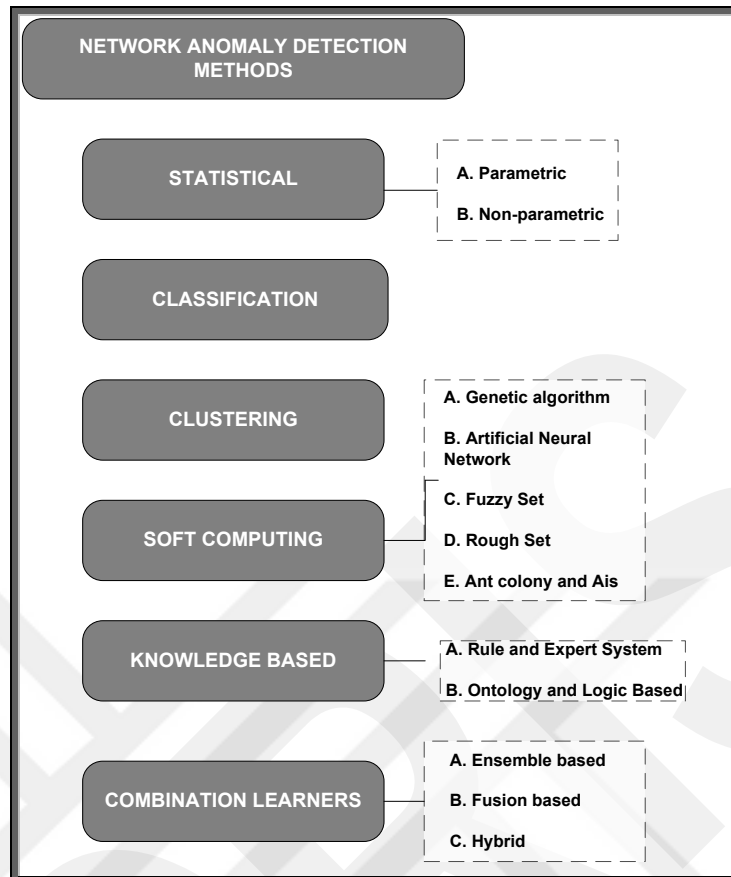 NETWORK ANOMALY DETECTION
METHODS
STATISTICAL
A. Parametric
B. Non-parametric
CLASSIFICATION
CLUSTERING
A. Genetic algorithm
B. Artificial Neural
Network
C. Fuzzy Set
SOFT COMPUTING
D. Rough Set
E. Ant colony and Ais
KNOWLEDGE BASED
A. Rule and Expert System
B. Ontology and Logic Based
COMBINATION LEARNERS
A. Ensemble based
B. Fusion based
C. Hybrid